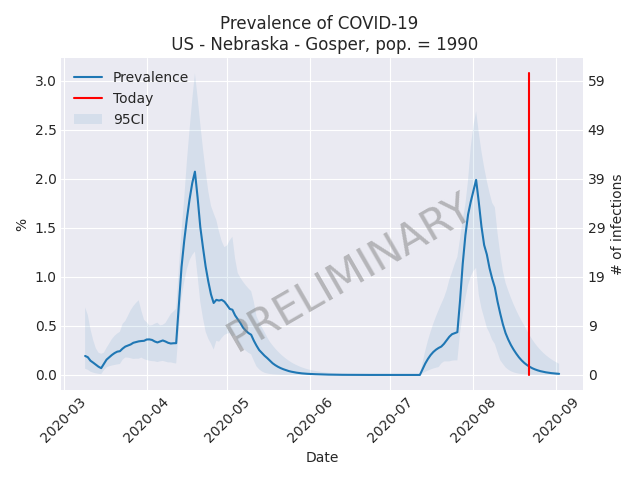 Prevalence of COVID-19
US - Nebraska - Gosper, pop. = 1990
Prevalence
Today
95CI
3.0
2.5
2.0
1.5
1.0
0.5
0.0
%
59
49
39
29
19
9
0
# of infections
PRELIMINARY
2020-03
2020-04
2020-05
2020-06
2020-07
2020-08
2020-09
Date